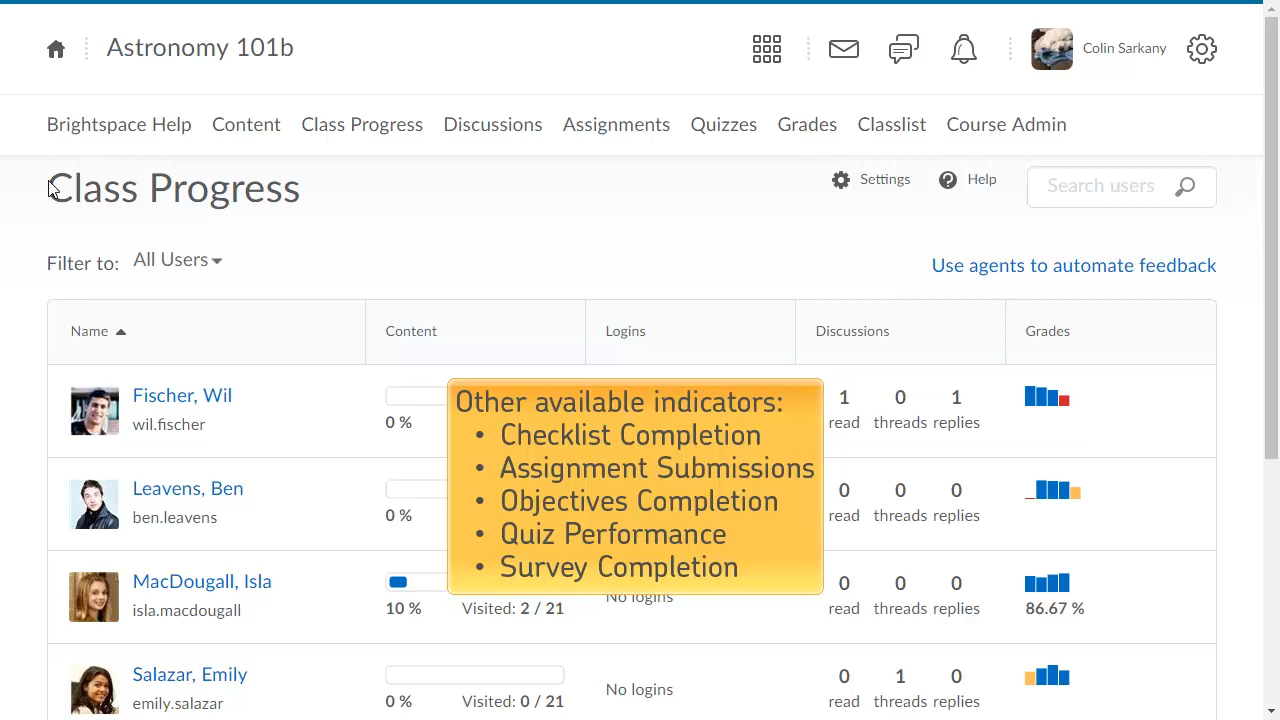 Astronomy 101b
Colin Sarkany
Brightspace Help Content Class Progress Discussions Assignments Quizzes Grades Classlist Course Admin
Class Progress
Settings Help Search users
Filter to: All Users
Use agents to automate feedback
Name Content Logins Discussions Grades
Fischer, Wil
wil.fischer
0 %
1 0 1
read threads replies
Leavens, Ben
ben.leavens
0 %
0 0 0
read threads replies
MacDougall, Isla
isla.macdougall
10 % Visited: 2 / 21
No logins
0 0 0
read threads replies
86.67 %
Salazar, Emily
emily.salazar
0 % Visited: 0 / 21
No logins
0 1 0
read threads replies
Other available indicators:
• Checklist Completion
• Assignment Submissions
• Objectives Completion
• Quiz Performance
• Survey Completion